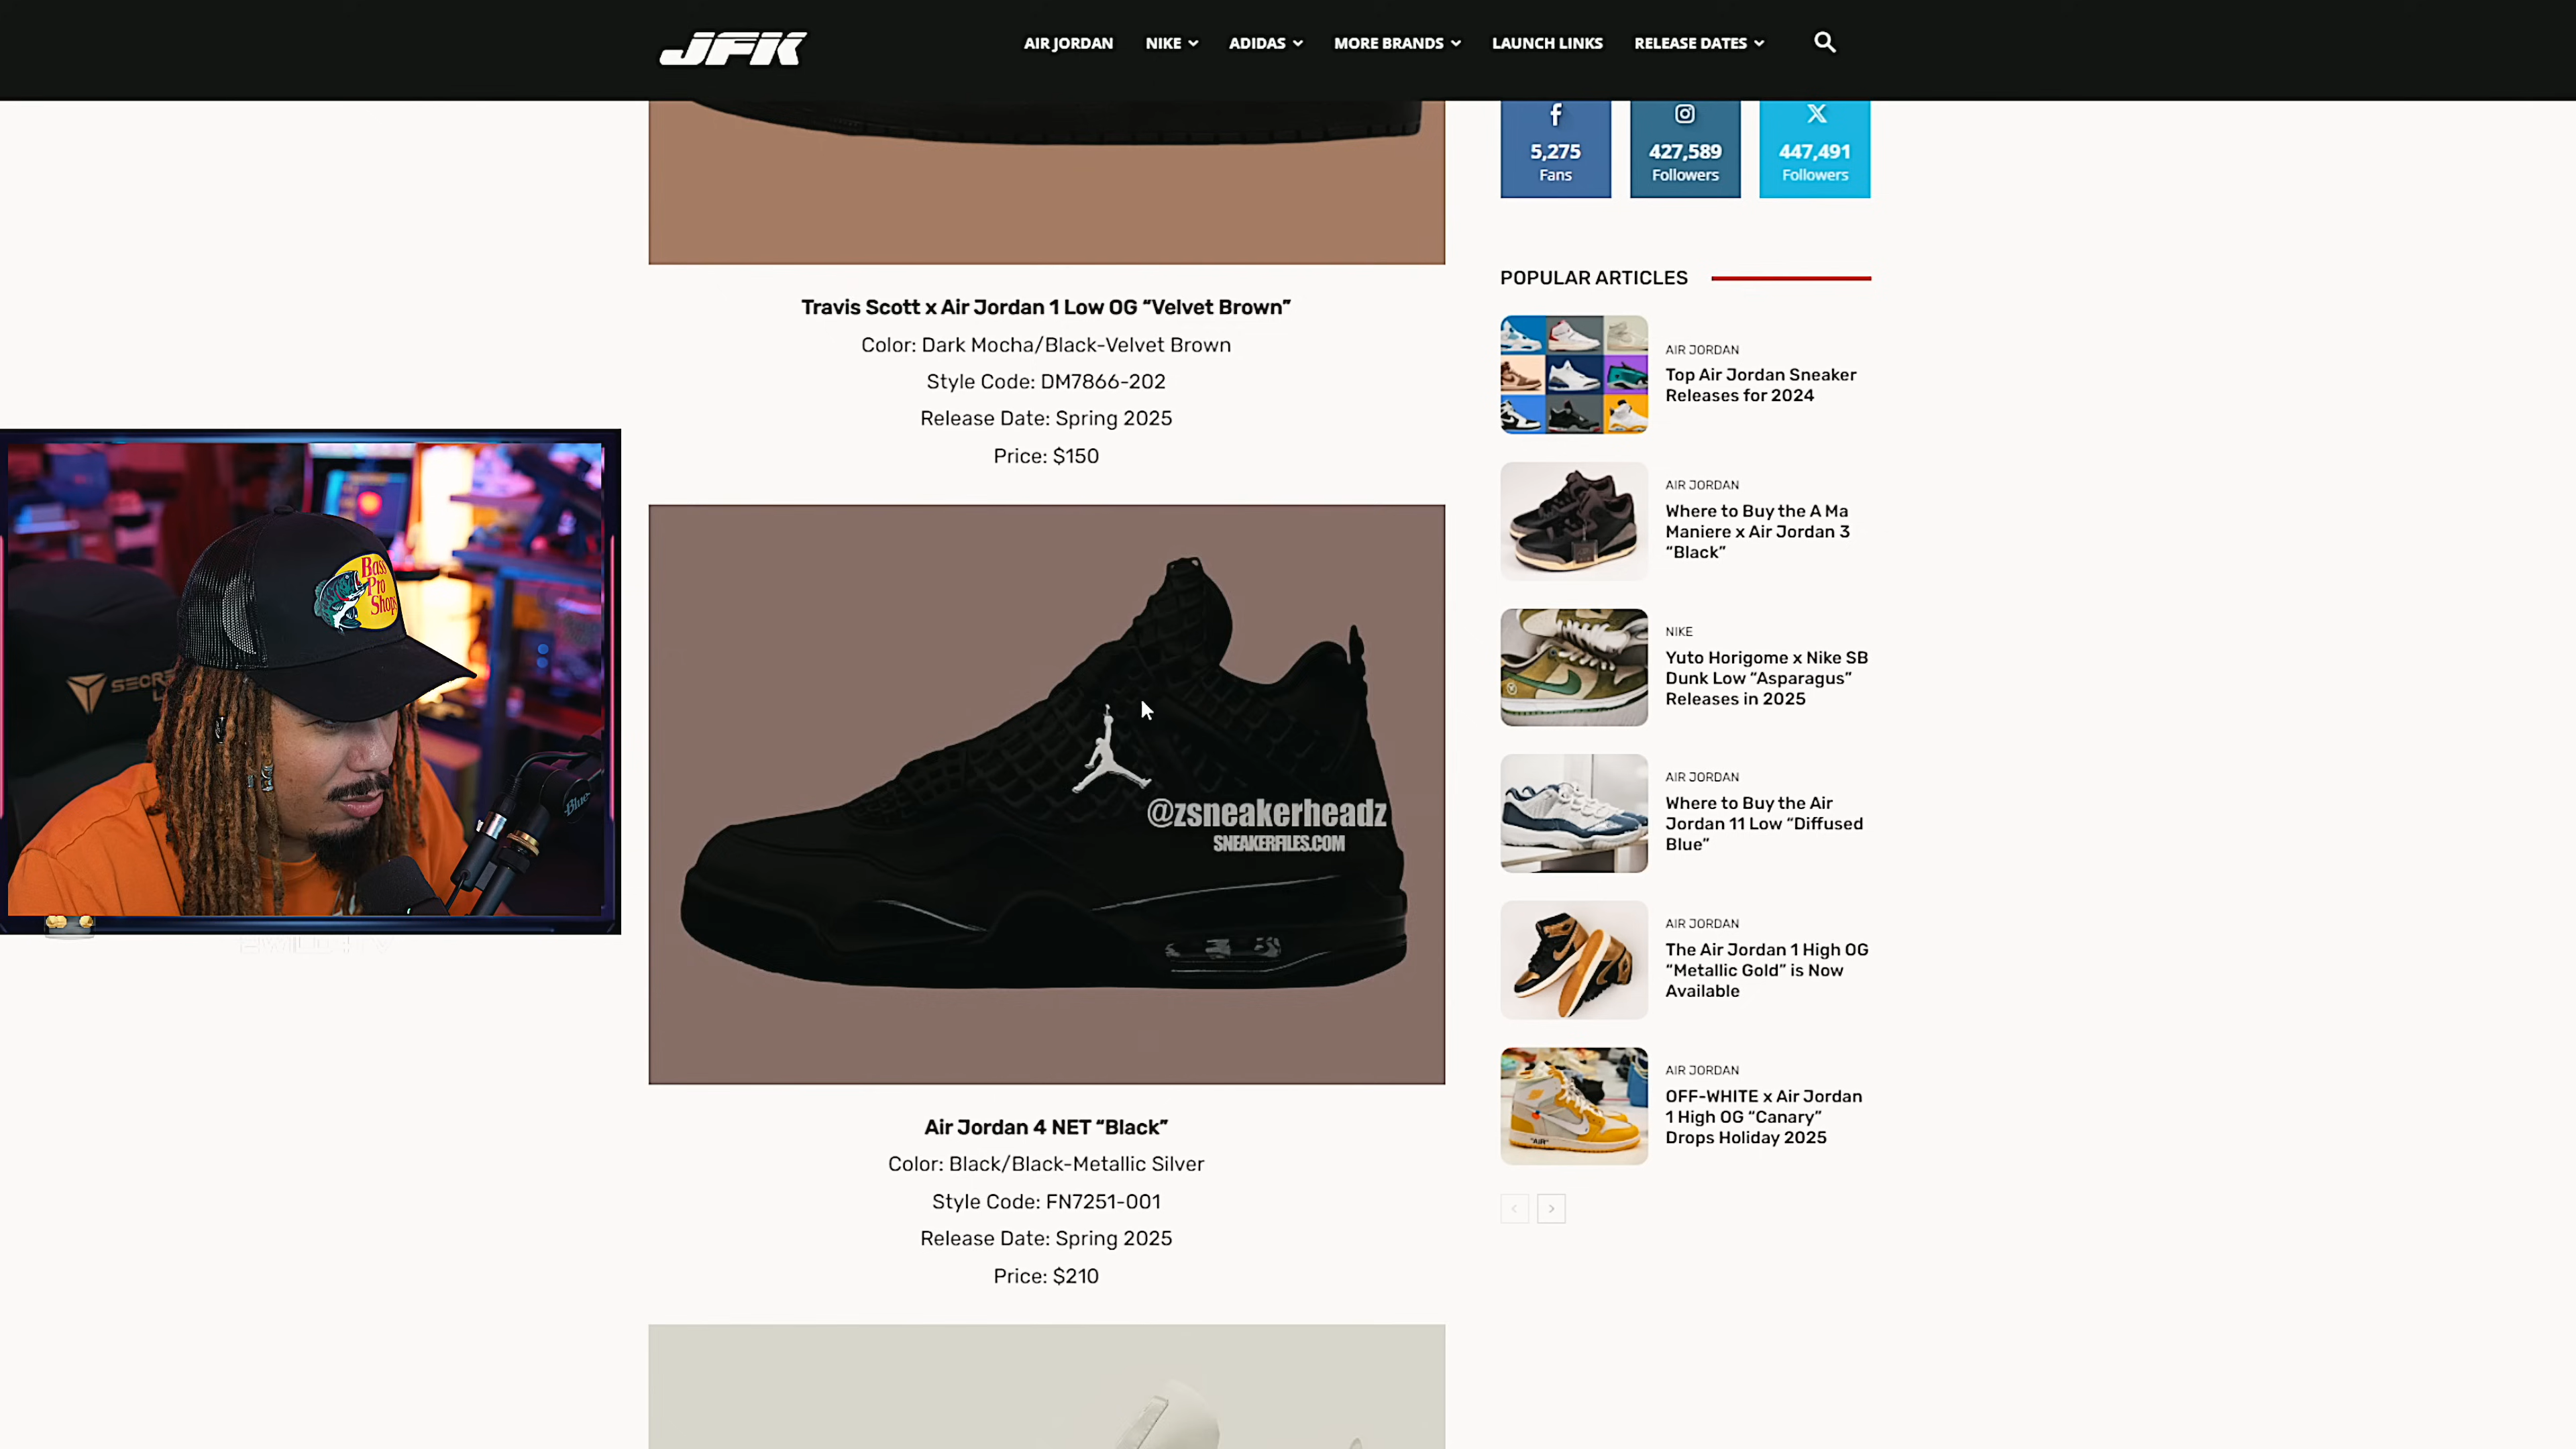 JFK
AIR JORDAN NIKE ADIDAS MORE BRANDS LAUNCH LINKS RELEASE DATES
5,275
Fans
427,589
Followers
447,491
Followers
Travis Scott x Air Jordan 1 Low OG “Velvet Brown”
Color: Dark Mocha/Black-Velvet Brown
Style Code: DM7866-202
Release Date: Spring 2025
Price: $150
Bass
Pro
Shops
Blue
@zsneakerheadz
SNEAKERFILES.COM
Air Jordan 4 NET “Black”
Color: Black/Black-Metallic Silver
Style Code: FN7251-001
Release Date: Spring 2025
Price: $210
POPULAR ARTICLES
AIR JORDAN
Top Air Jordan Sneaker
Releases for 2024
AIR JORDAN
Where to Buy the A Ma
Maniere x Air Jordan 3
“Black”
NIKE
Yuto Horigome x Nike SB
Dunk Low “Asparagus”
Releases in 2025
AIR JORDAN
Where to Buy the Air
Jordan 11 Low “Diffused
Blue”
AIR JORDAN
The Air Jordan 1 High OG
“Metallic Gold” is Now
Available
"AIR"
AIR JORDAN
OFF-WHITE x Air Jordan
1 High OG “Canary”
Drops Holiday 2025